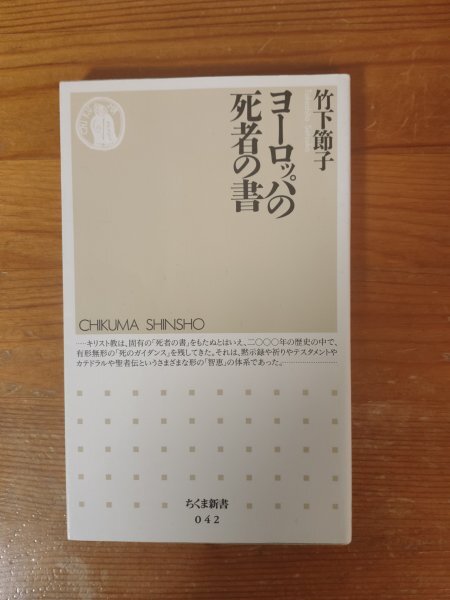 竹下節子
ヨーロッパの
死者の書
CHIKUMA SHINSHO
……キリスト教は、固有の「死者の書」をもたぬとはいえ、二〇〇〇年の歴史の中で、
有形無形の「死のガイダンス」を残してきた。それは、黙示録や祈りやテスタメントや
カテドラルや聖者伝というさまざまな形の「智恵」の体系であった。……………
ちくま新書
042